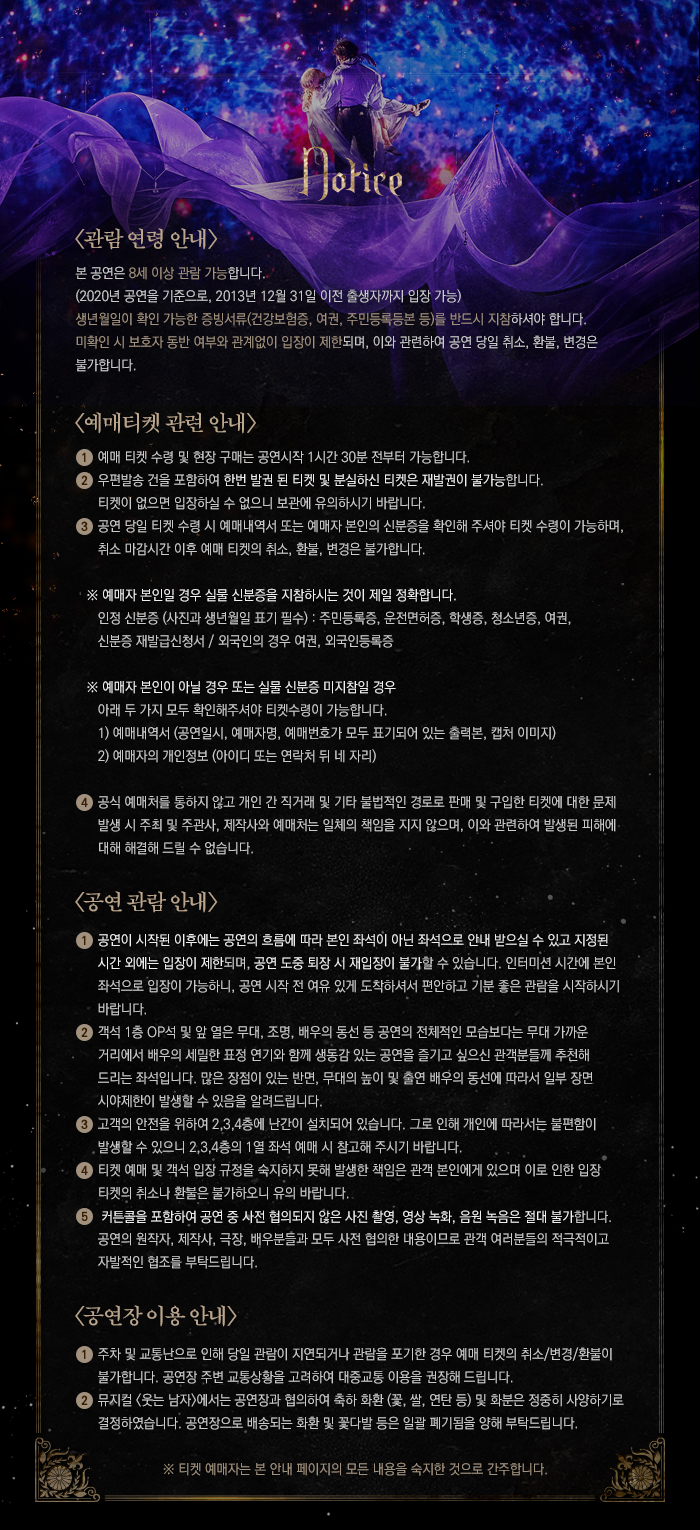 Notice
〈관람 연령 안내〉
본 공연은 8세 이상 관람 가능합니다.
(2020년 공연을 기준으로, 2013년 12월 31일 이전 출생자까지 입장 가능)
생년월일이 확인 가능한 증빙서류(건강보험증, 여권, 주민등록등본 등)를 반드시 지참하셔야 합니다.
미확인 시 보호자 동반 여부와 관계없이 입장이 제한되며, 이와 관련하여 공연 당일 취소, 환불, 변경은
불가합니다.
〈예매티켓 관련 안내〉
1 예매 티켓 수령 및 현장 구매는 공연시작 1시간 30분 전부터 가능합니다.
2 우편발송 건을 포함하여 한번 발권 된 티켓 및 분실하신 티켓은 재발권이 불가능합니다.
티켓이 없으면 입장하실 수 없으니 보관에 유의하시기 바랍니다.
3 공연 당일 티켓 수령 시 예매내역서 또는 예매자 본인의 신분증을 확인해 주셔야 티켓 수령이 가능하며,
취소 마감시간 이후 예매 티켓의 취소, 환불, 변경은 불가합니다.
※ 예매자 본인일 경우 실물 신분증을 지참하시는 것이 제일 정확합니다.
인정 신분증 (사진과 생년월일 표기 필수) : 주민등록증, 운전면허증, 학생증, 청소년증, 여권,
신분증 재발급신청서 / 외국인의 경우 여권, 외국인등록증
※ 예매자 본인이 아닐 경우 또는 실물 신분증 미지참일 경우
아래 두 가지 모두 확인해주셔야 티켓수령이 가능합니다.
1) 예매내역서 (공연일시, 예매자명, 예매번호가 모두 표기되어 있는 출력본, 캡처 이미지)
2) 예매자의 개인정보 (아이디 또는 연락처 뒤 네 자리)
4 공식 예매처를 통하지 않고 개인 간 직거래 및 기타 불법적인 경로로 판매 및 구입한 티켓에 대한 문제
발생 시 주최 및 주관사, 제작사와 예매처는 일체의 책임을 지지 않으며, 이와 관련하여 발생된 피해에
대해 해결해 드릴 수 없습니다.
〈공연 관람 안내〉
1 공연이 시작된 이후에는 공연의 흐름에 따라 본인 좌석이 아닌 좌석으로 안내 받으실 수 있고 지정된
시간 외에는 입장이 제한되며, 공연 도중 퇴장 시 재입장이 불가할 수 있습니다. 인터미션 시간에 본인
좌석으로 입장이 가능하니, 공연 시작 전 여유 있게 도착하셔서 편안하고 기분 좋은 관람을 시작하시기
바랍니다.
2 객석 1층 OP석 및 앞 열은 무대, 조명, 배우의 동선 등 공연의 전체적인 모습보다는 무대 가까운
거리에서 배우의 세밀한 표정 연기와 함께 생동감 있는 공연을 즐기고 싶으신 관객분들께 추천해
드리는 좌석입니다. 많은 장점이 있는 반면, 무대의 높이 및 출연 배우의 동선에 따라서 일부 장면
시야제한이 발생할 수 있음을 알려드립니다.
3 고객의 안전을 위하여 2,3,4층에 난간이 설치되어 있습니다. 그로 인해 개인에 따라서는 불편함이
발생할 수 있으니 2,3,4층의 1열 좌석 예매 시 참고해 주시기 바랍니다.
4 티켓 예매 및 객석 입장 규정을 숙지하지 못해 발생한 책임은 관객 본인에게 있으며 이로 인한 입장
티켓의 취소나 환불은 불가하오니 유의 바랍니다.
5 커튼콜을 포함하여 공연 중 사전 협의되지 않은 사진 촬영, 영상 녹화, 음원 녹음은 절대 불가합니다.
공연의 원작자, 제작사, 극장, 배우분들과 모두 사전 협의한 내용이므로 관객 여러분들의 적극적이고
자발적인 협조를 부탁드립니다.
〈공연장 이용 안내〉
1 주차 및 교통난으로 인해 당일 관람이 지연되거나 관람을 포기한 경우 예매 티켓의 취소/변경/환불이
불가합니다. 공연장 주변 교통상황을 고려하여 대중교통 이용을 권장해 드립니다.
2 뮤지컬 〈웃는 남자〉에서는 공연장과 협의하여 축하 화환 (꽃, 쌀, 연탄 등) 및 화분은 정중히 사양하기로
결정하였습니다. 공연장으로 배송되는 화환 및 꽃다발 등은 일괄 폐기됨을 양해 부탁드립니다.
※ 티켓 예매자는 본 안내 페이지의 모든 내용을 숙지한 것으로 간주합니다.